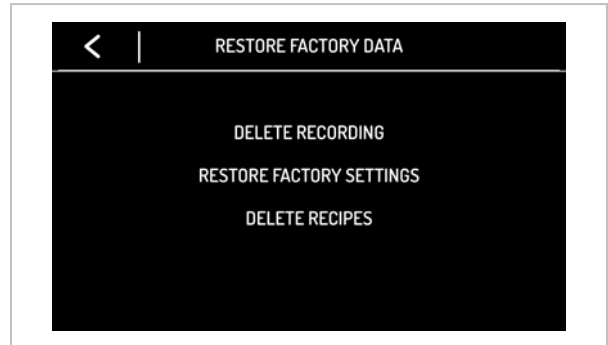 RESTORE FACTORY DATA
DELETE RECORDING
RESTORE FACTORY SETTINGS
DELETE RECIPES